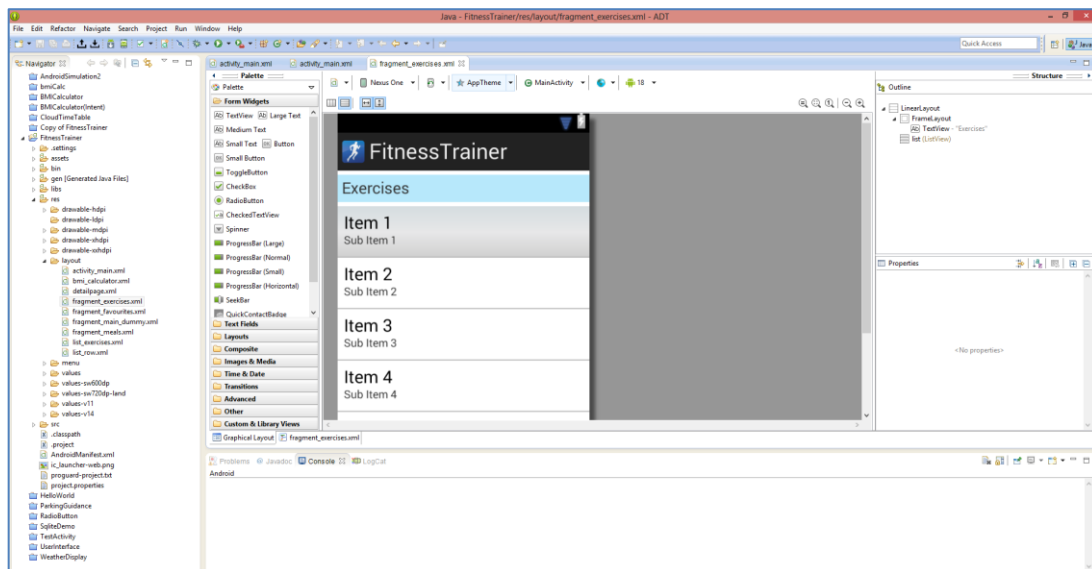 Java - FitnessTrainer/res/layout/fragment_exercises.xml - ADT
File Edit Refactor Navigate Search Project Run Window Help
Quick Access
Java
Navigator
AndroidSimulation2
bmiCalc
BMICalculator
BMICalculator(Intent)
CloudTimeTable
Copy of FitnessTrainer
FitnessTrainer
.settings
assets
bin
gen [Generated Java Files]
libs
res
drawable-hdpi
drawable-ldpi
drawable-mdpi
drawable-xhdpi
drawable-xxhdpi
layout
activity_main.xml
bmi_calculator.xml
detailpage.xml
fragment_exercises.xml
fragment_favourites.xml
fragment_main_dummy.xml
fragment_meals.xml
list_exercises.xml
list_row.xml
menu
values
values-sw600dp
values-sw720dp-land
values-v11
values-v14
src
.classpath
.project
AndroidManifest.xml
ic_launcher-web.png
proguard-project.txt
project.properties
HelloWorld
ParkingGuidance
RadioButton
SqliteDemo
TestActivity
UserInterface
WeatherDisplay
activity_main.xml activity_main.xml fragment_exercises.xml
Palette
Palette
Form Widgets
TextView Large Text
Medium Text
Small Text Button
Small Button
ToggleButton
CheckBox
RadioButton
CheckedTextView
Spinner
ProgressBar (Large)
ProgressBar (Normal)
ProgressBar (Small)
ProgressBar (Horizontal)
SeekBar
QuickContactBadge
Text Fields
Layouts
Composite
Images & Media
Time & Date
Transitions
Advanced
Other
Custom & Library Views
Graphical Layout fragment_exercises.xml
Nexus One AppTheme MainActivity 18
FitnessTrainer
Exercises
Item 1
Sub Item 1
Item 2
Sub Item 2
Item 3
Sub Item 3
Item 4
Sub Item 4
Structure
Outline
LinearLayout
FrameLayout
Ab TextView - "Exercises"
list (ListView)
Properties
<No properties>
Problems Javadoc Console LogCat
Android